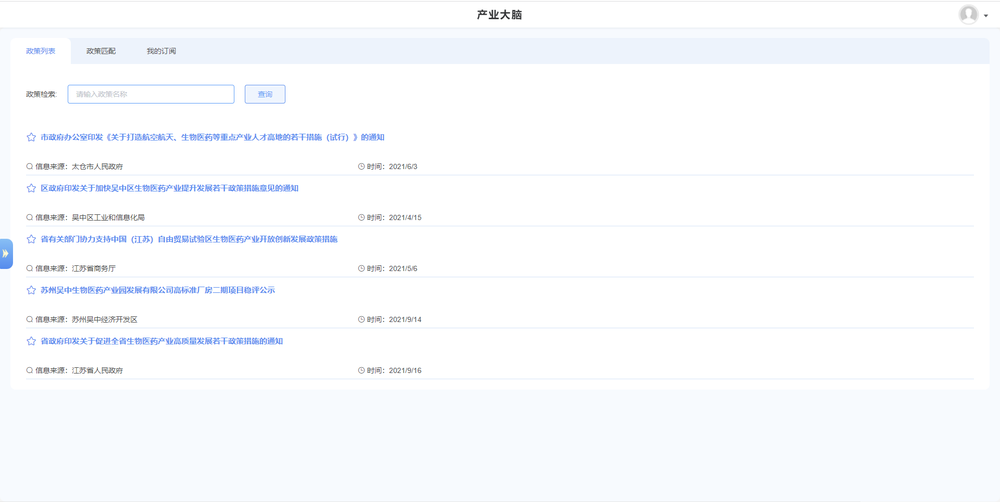 产业大脑
政策列表 政策匹配 我的订阅
政策检索: 请输入政策名称 查询
市政府办公室印发《关于打造航空航天、生物医药等重点产业人才高地的若干措施（试行）》的通知
信息来源：太仓市人民政府 时间：2021/6/3
区政府印发关于加快吴中区生物医药产业提升发展若干政策措施意见的通知
信息来源：吴中区工业和信息化局 时间：2021/4/15
省有关部门协力支持中国（江苏）自由贸易试验区生物医药产业开放创新发展政策措施
信息来源：江苏省商务厅 时间：2021/5/6
苏州吴中生物医药产业园发展有限公司高标准厂房二期项目稳评公示
信息来源：苏州吴中经济开发区 时间：2021/9/14
省政府印发关于促进全省生物医药产业高质量发展若干政策措施的通知
信息来源：江苏省人民政府 时间：2021/9/16